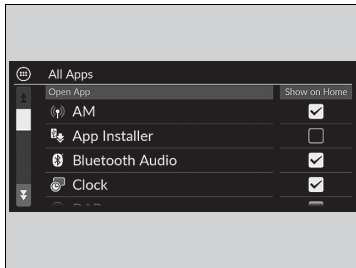 All Apps
Open App Show on Home
AM
App Installer
Bluetooth Audio
Clock